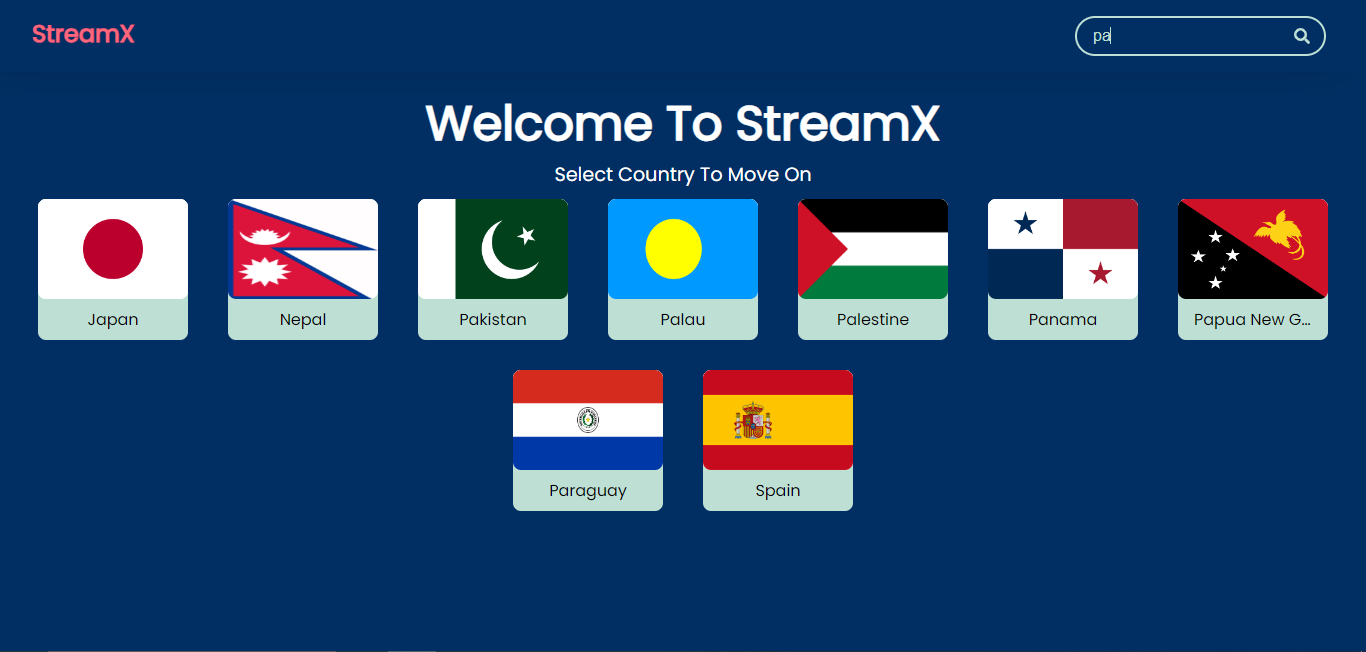 StreamX
pa
Welcome To StreamX
Select Country To Move On
Japan
Nepal
Pakistan
Palau
Palestine
Panama
Papua New G...
Paraguay
Spain